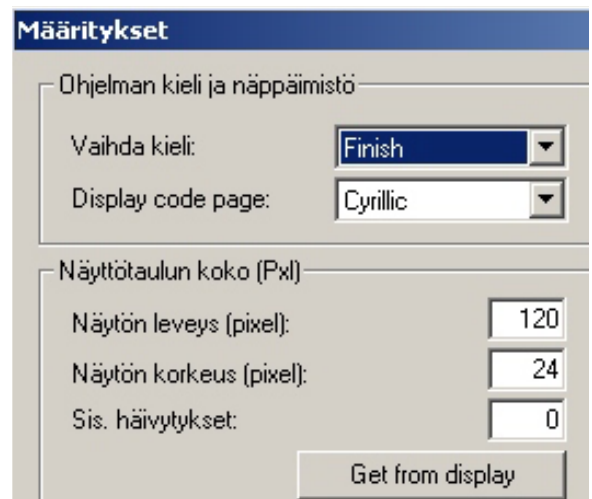 Määritykset
Ohjelman kieli ja näppäimistö
Vaihda kieli: Finish
Display code page: Cyrillic
Näyttötaulun koko (Pxl)
Näytön leveys (pixel): 120
Näytön korkeus (pixel): 24
Sis. häivytykset: 0
Get from display